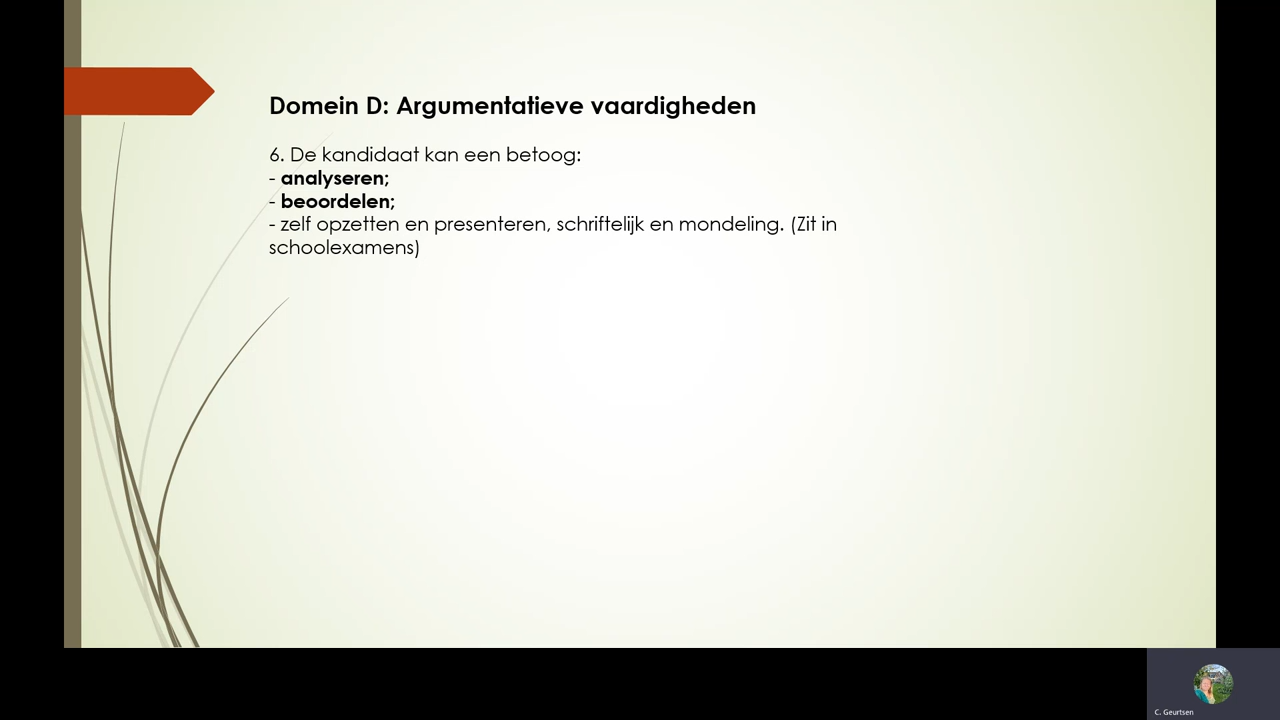 Domein D: Argumentatieve vaardigheden
6. De kandidaat kan een betoog:
- analyseren;
- beoordelen;
- zelf opzetten en presenteren, schriftelijk en mondeling. (Zit in
schoolexamens)
C. Geurtsen